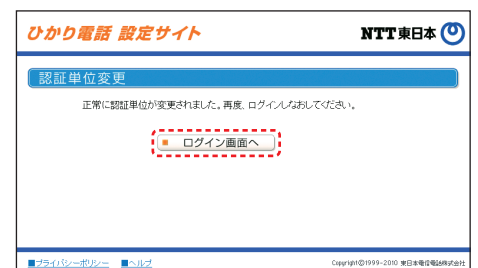 ひかり電話 設定サイト
NTT東日本
認証単位変更
正常に認証単位が変更されました。再度、ログインしなおしてください。
ログイン画面へ
■プライバシーポリシー ■ヘルプ
Copyright©1999-2010 東日本電信電話株式会社